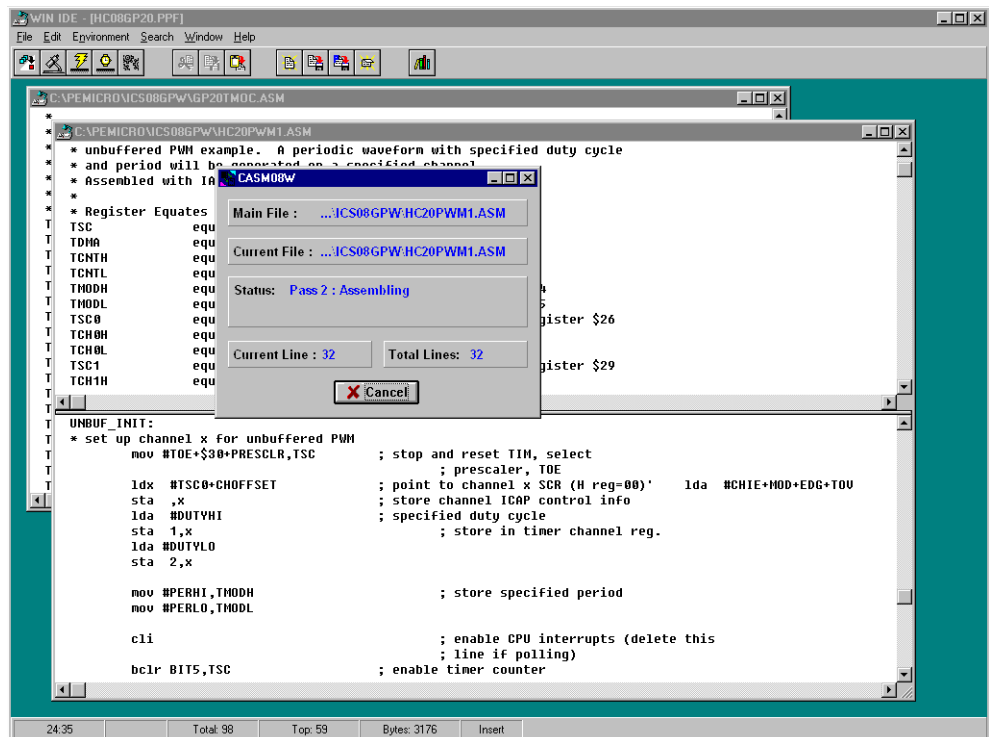 WIN IDE - [HC08GP20.PPF]
File Edit Environment Search Window Help
C:\PEMICRO\ICS08GPW\GP20TMOC.ASM
C:\PEMICRO\ICS08GPW\HC20PWM1.ASM
* unbuffered PWM example. A periodic waveform with specified duty cycle
* and period will be generated on a specified channel
* Assembled with IA
*
* Register Equates
TSC equ
TDMA equ
TCNTH equ
TCNTL equ
TMODH equ 4
TMODL equ 5
TSC0 equ gister $26
TCH0H equ
TCH0L equ
TSC1 equ gister $29
TCH1H equ
CASM08W
Main File : ...\ICS08GPW\HC20PWM1.ASM
Current File : ...\ICS08GPW\HC20PWM1.ASM
Status: Pass 2 : Assembling
Current Line : 32 Total Lines: 32
Cancel
UNBUF_INIT:
* set up channel x for unbuffered PWM
mov #TOE+$30+PRESCLR,TSC ; stop and reset TIM, select
; prescaler, TOE
ldx #TSC0+CHOFFSET ; point to channel x SCR (H reg=00)' lda #CHIE+MOD+EDG+TOV
sta ,x ; store channel ICAP control info
lda #DUTYHI ; specified duty cycle
sta 1,x ; store in timer channel reg.
lda #DUTYLO
sta 2,x
mov #PERHI,TMODH ; store specified period
mov #PERLO,TMODL
cli ; enable CPU interrupts (delete this
; line if polling)
bclr BIT5,TSC ; enable timer counter
24:35 Total: 98 Top: 59 Bytes: 3176 Insert